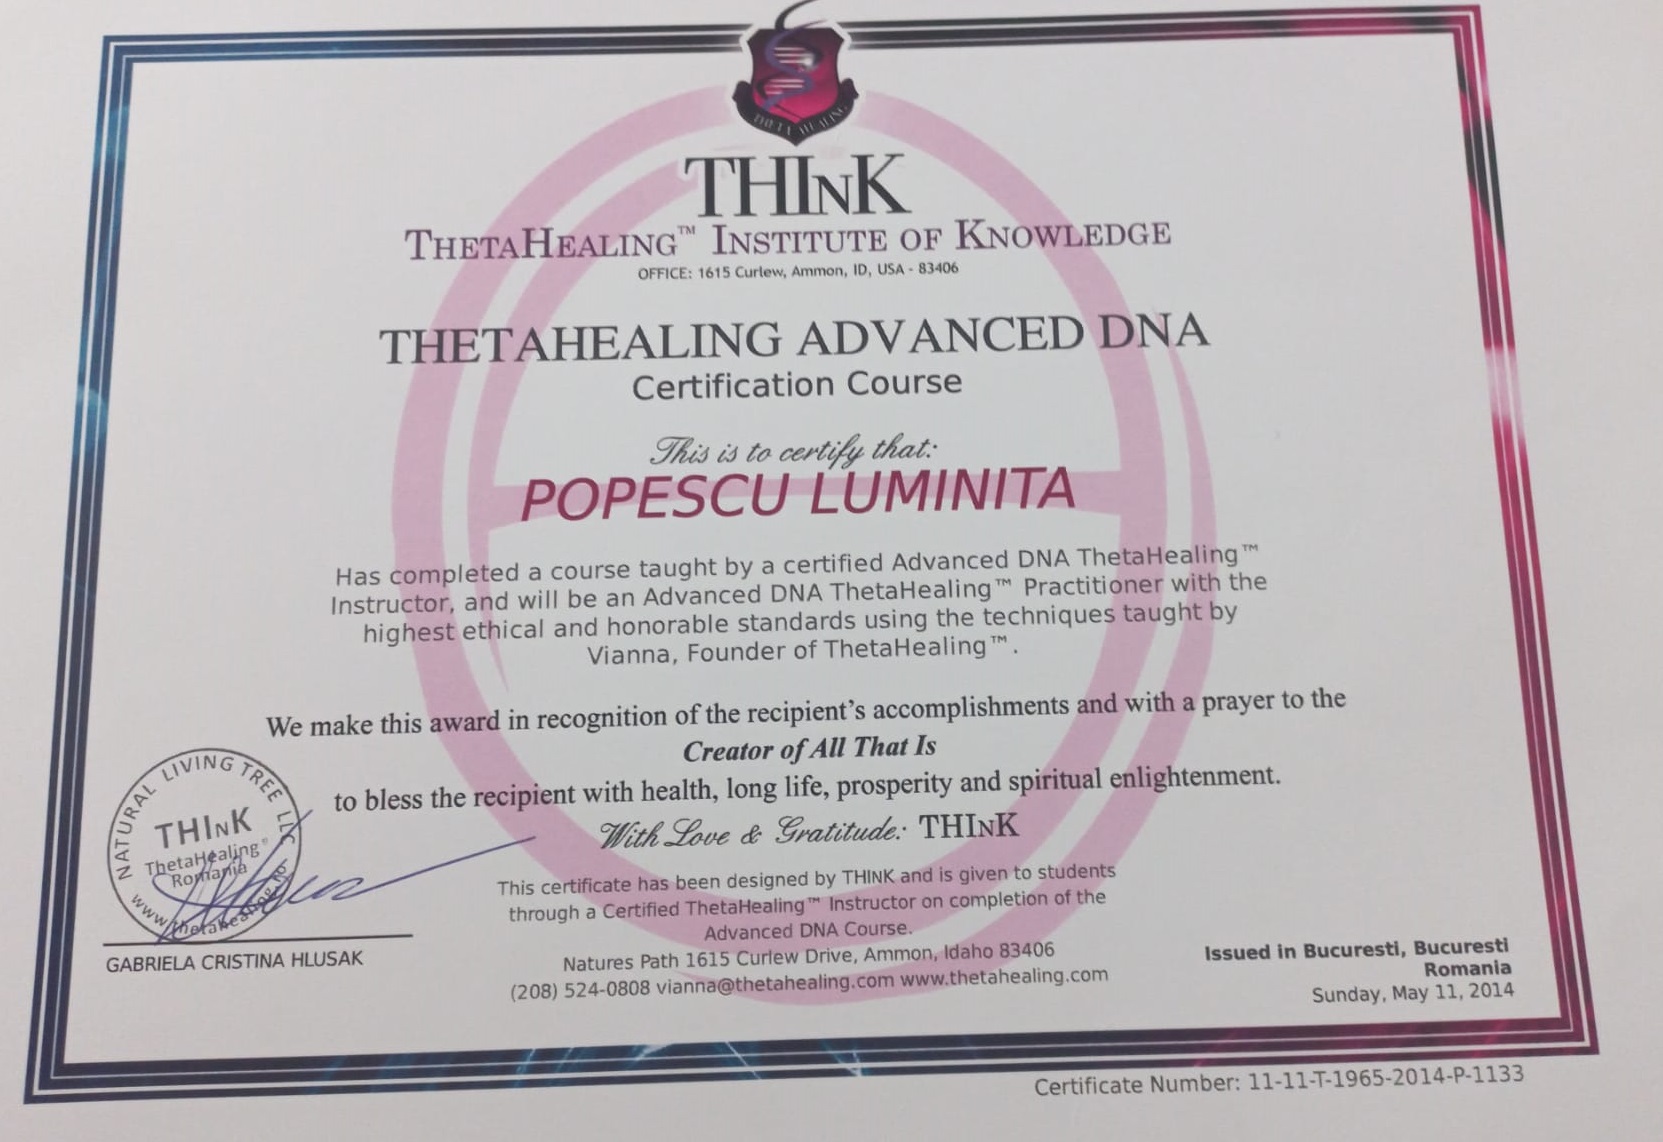 THETA HEALING
THINK
THETAHEALING™ INSTITUTE OF KNOWLEDGE
OFFICE: 1615 Curlew, Ammon, ID, USA - 83406
THETAHEALING ADVANCED DNA
Certification Course
This is to certify that:
POPESCU LUMINITA
Has completed a course taught by a certified Advanced DNA ThetaHealing™
Instructor, and will be an Advanced DNA ThetaHealing™ Practitioner with the
highest ethical and honorable standards using the techniques taught by
Vianna, Founder of ThetaHealing™.
We make this award in recognition of the recipient's accomplishments and with a prayer to the
Creator of All That Is
to bless the recipient with health, long life, prosperity and spiritual enlightenment.
With Love & Gratitude: THINK
NATURAL LIVING TREE LLC
THINK
ThetaHealing®
Romania
www.thetahealing.ro
GABRIELA CRISTINA HLUSAK
This certificate has been designed by THINK and is given to students
through a Certified ThetaHealing™ Instructor on completion of the
Advanced DNA Course.
Natures Path 1615 Curlew Drive, Ammon, Idaho 83406
(208) 524-0808 vianna@thetahealing.com www.thetahealing.com
Issued in Bucuresti, Bucuresti
Romania
Sunday, May 11, 2014
Certificate Number: 11-11-T-1965-2014-P-1133